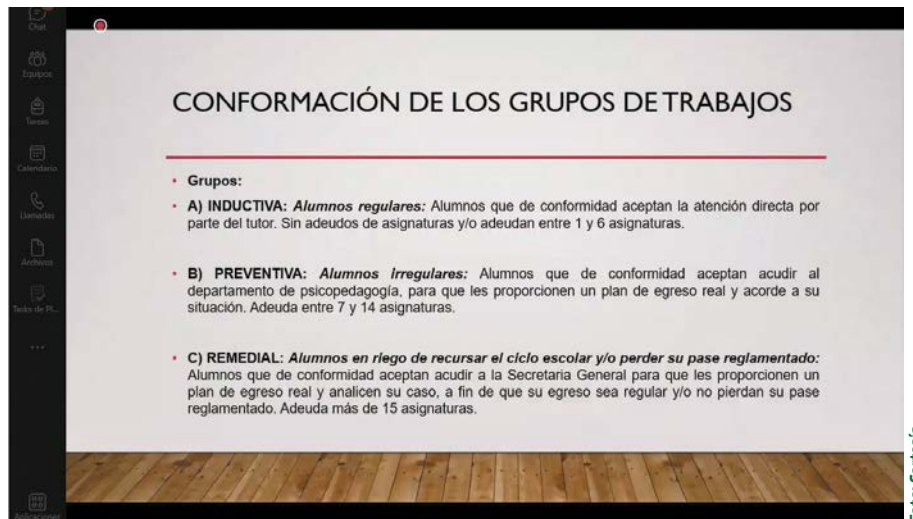 Chat
Equipos
Tareas
Calendario
Llamadas
Archivos
Tasks de Pl...
...
Aplicaciones
CONFORMACIÓN DE LOS GRUPOS DE TRABAJOS
• Grupos:
• A) INDUCTIVA: Alumnos regulares: Alumnos que de conformidad aceptan la atención directa por
parte del tutor. Sin adeudos de asignaturas y/o adeudan entre 1 y 6 asignaturas.
• B) PREVENTIVA: Alumnos irregulares: Alumnos que de conformidad aceptan acudir al
departamento de psicopedagogía, para que les proporcionen un plan de egreso real y acorde a su
situación. Adeuda entre 7 y 14 asignaturas.
• C) REMEDIAL: Alumnos en riego de recursar el ciclo escolar y/o perder su pase reglamentado:
Alumnos que de conformidad aceptan acudir a la Secretaria General para que les proporcionen un
plan de egreso real y analicen su caso, a fin de que su egreso sea regular y/o no pierdan su pase
reglamentado. Adeuda más de 15 asignaturas.